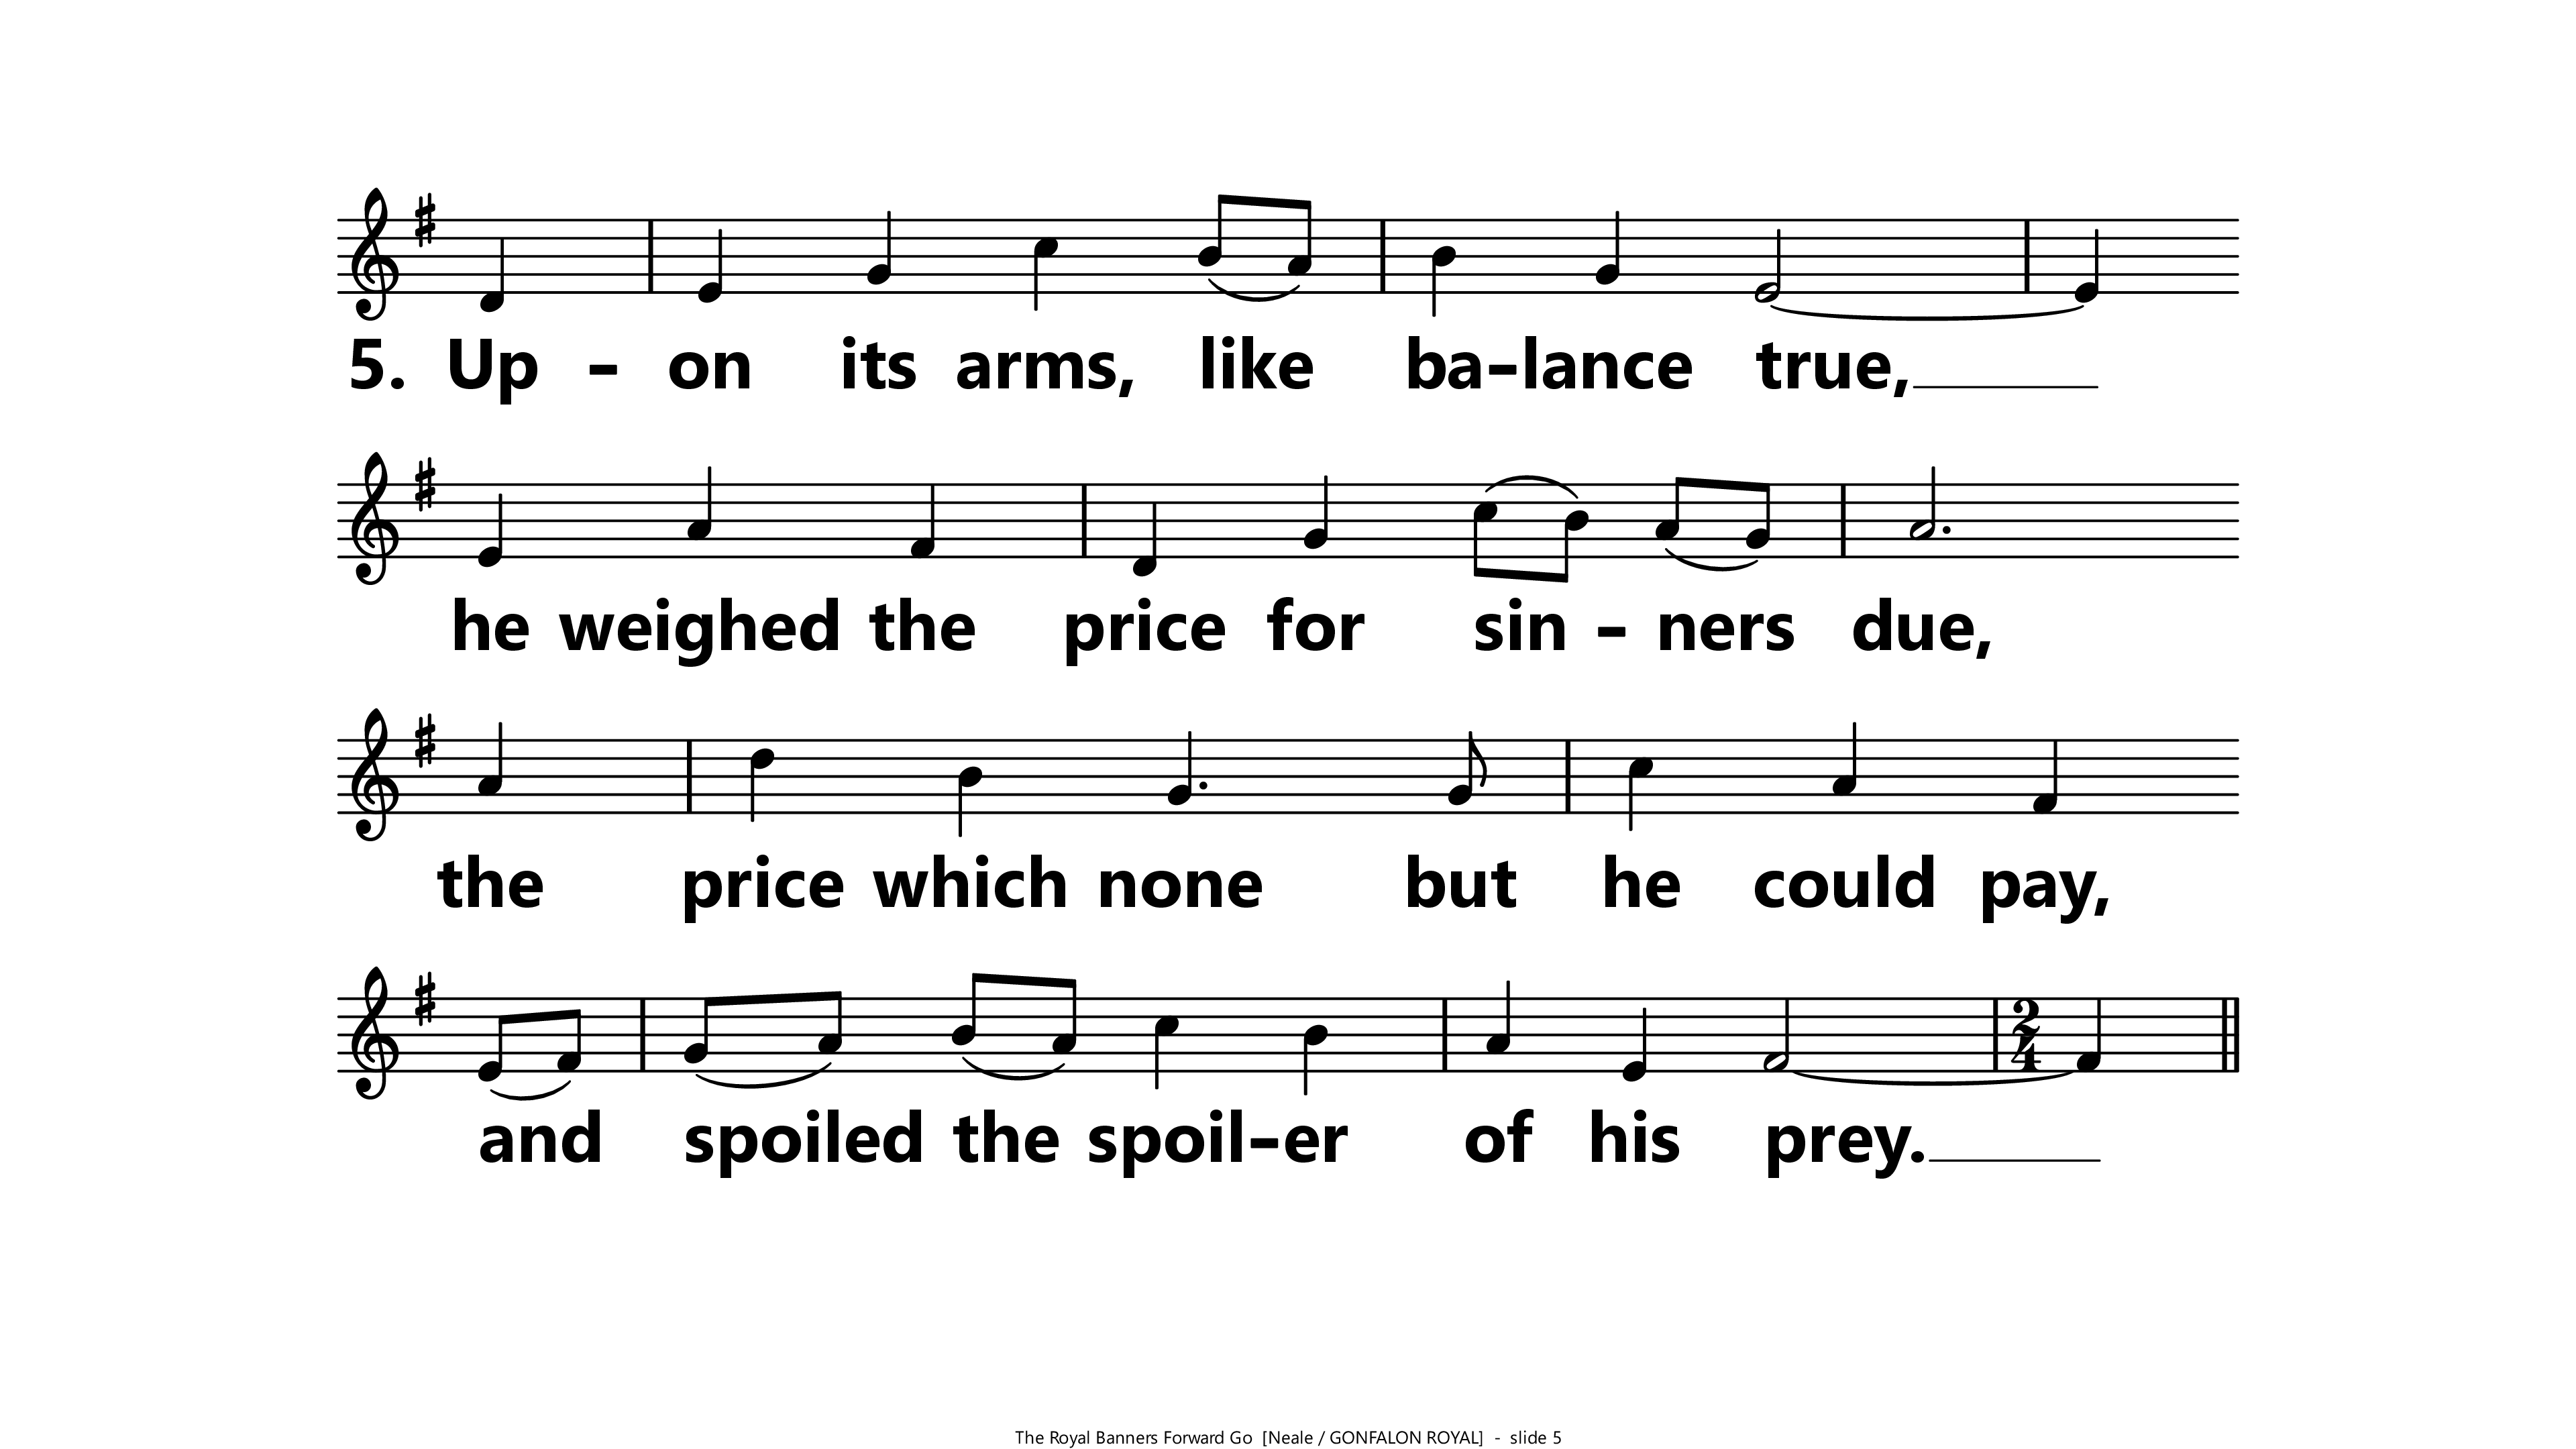 5. Up - on its arms, like ba-lance true,
he weighed the price for sin - ners due,
the price which none but he could pay,
2
4
and spoiled the spoil-er of his prey.
The Royal Banners Forward Go [Neale / GONFALON ROYAL] - slide 5